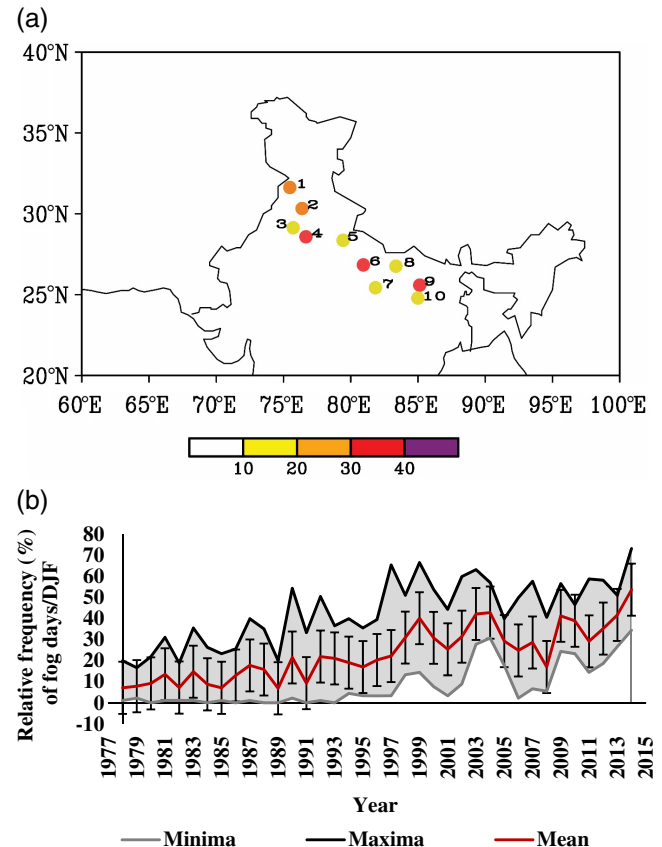 (a)
40°N
35°N
30°N
25°N
20°N
1
2
3
4
5
6
7
8
9
10
60°E 65°E 70°E 75°E 80°E 85°E 90°E 95°E 100°E
10 20 30 40
(b)
Relative frequency (%)
of fog days/DJF
80
70
60
50
40
30
20
10
0
-10
1977 1979 1981 1983 1985 1987 1989 1991 1993 1995 1997 1999 2001 2003 2005 2007 2009 2011 2013 2015
Year
Minima Maxima Mean